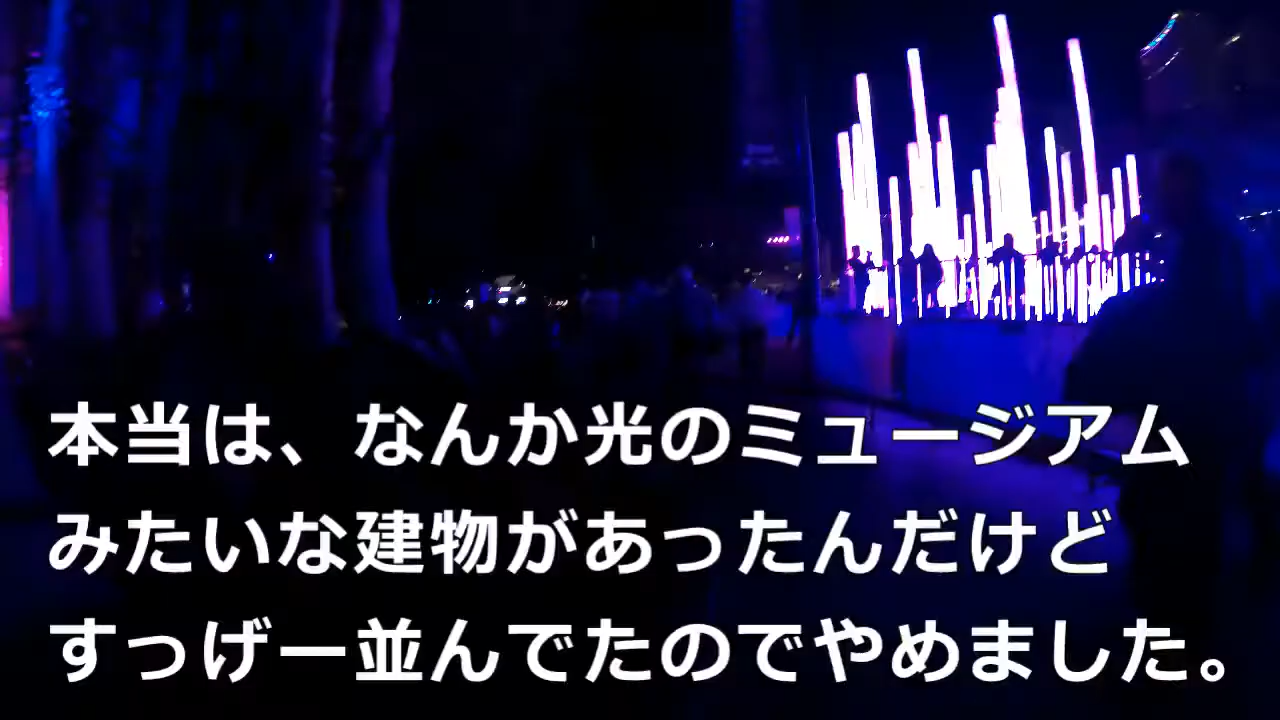 本当は、なんか光のミュージアム
みたいな建物があったんだけど
すっげー並んでたのでやめました。